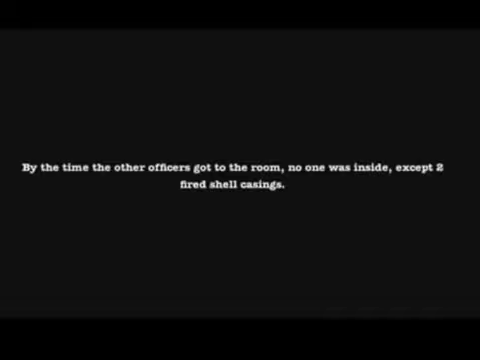 By the time the other officers got to the room, no one was inside, except 2
fired shell casings.